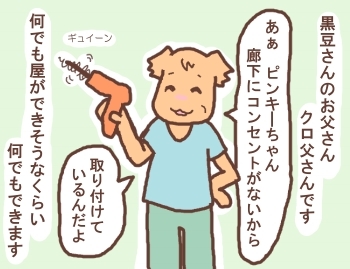 黒豆さんのお父さん
クロ父さんです
あぁ ピンキーちゃん
廊下にコンセントがないから
取り付けて
いるんだよ
ギュイーン
何でも屋ができそうなくらい
何でもできます